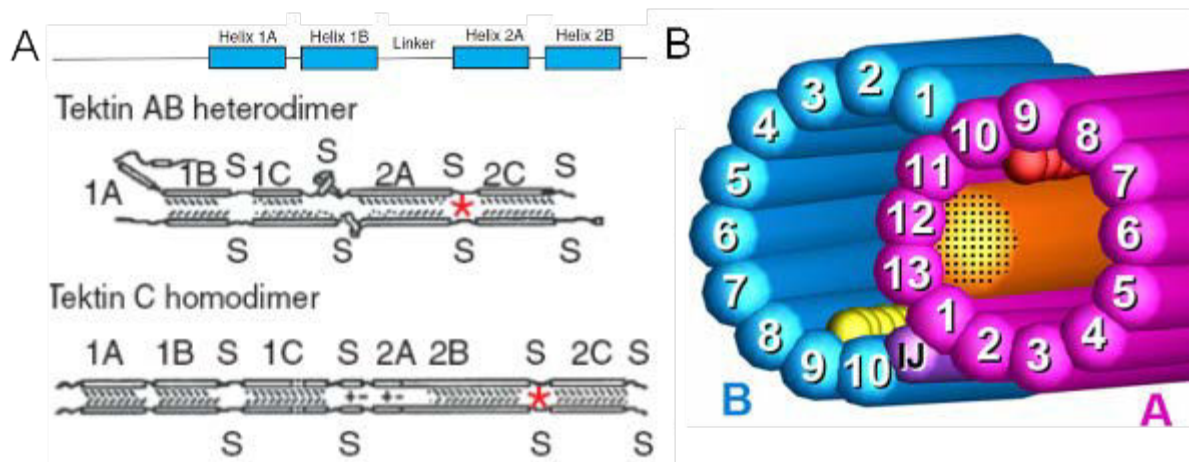 A
Helix 1A Helix 1B Linker Helix 2A Helix 2B
Tektin AB heterodimer
1A 1B S 1C S 2A S 2C S
S S S S
Tektin C homodimer
1A 1B S 1C S 2A 2B S 2C S
S S S S
B
1 2 3 4 5 6 7 8 9 10
1 2 3 4 5 6 7 8 9 10 11 12 13
IJ
B
A